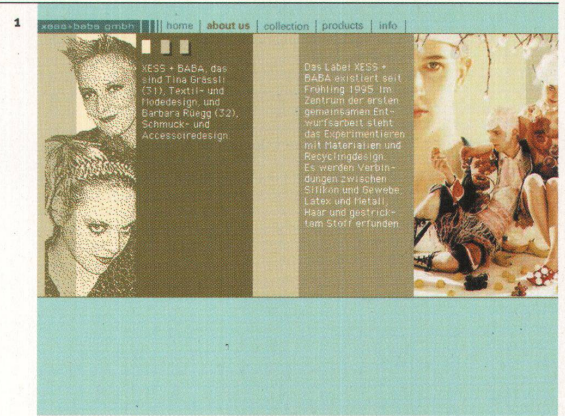 1
xess+baba gmbh home about us collection products info
XESS + BABA, das
sind Tina Grässli
(31), Textil- und
Modedesign, und
Barbara Rüegg (32),
Schmuck- und
Accessoiredesign.
Das Label XESS +
BABA existiert seit
Frühling 1995. Im
Zentrum der ersten
gemeinsamen Ent-
wurfsarbeit steht
das Experimentieren
mit Materialien und
Recyclingdesign.
Es werden Verbin-
dungen zwischen
Silikon und Gewebe,
Latex und Metall,
Haar und gestrick-
tem Stoff erfunden.